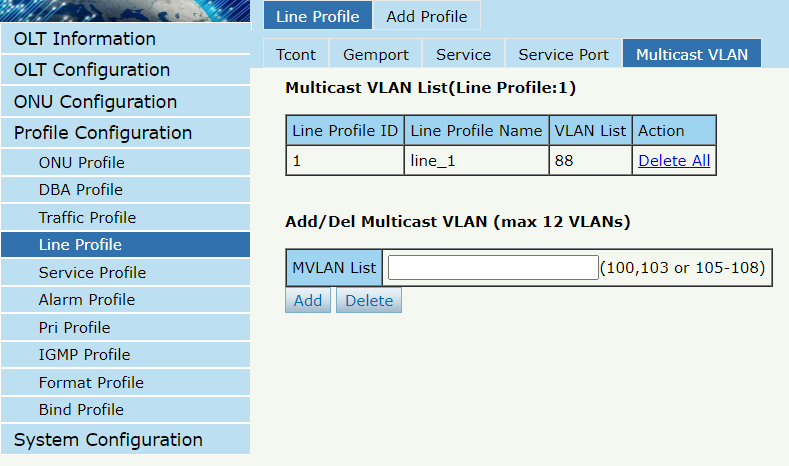 Line Profile Add Profile
OLT Information
OLT Configuration
ONU Configuration
Profile Configuration
ONU Profile
DBA Profile
Traffic Profile
Line Profile
Service Profile
Alarm Profile
Pri Profile
IGMP Profile
Format Profile
Bind Profile
System Configuration
Tcont Gemport Service Service Port Multicast VLAN
Multicast VLAN List(Line Profile:1)
Line Profile ID Line Profile Name VLAN List Action
1 line_1 88 Delete All
Add/Del Multicast VLAN (max 12 VLANs)
MVLAN List (100,103 or 105-108)
Add Delete